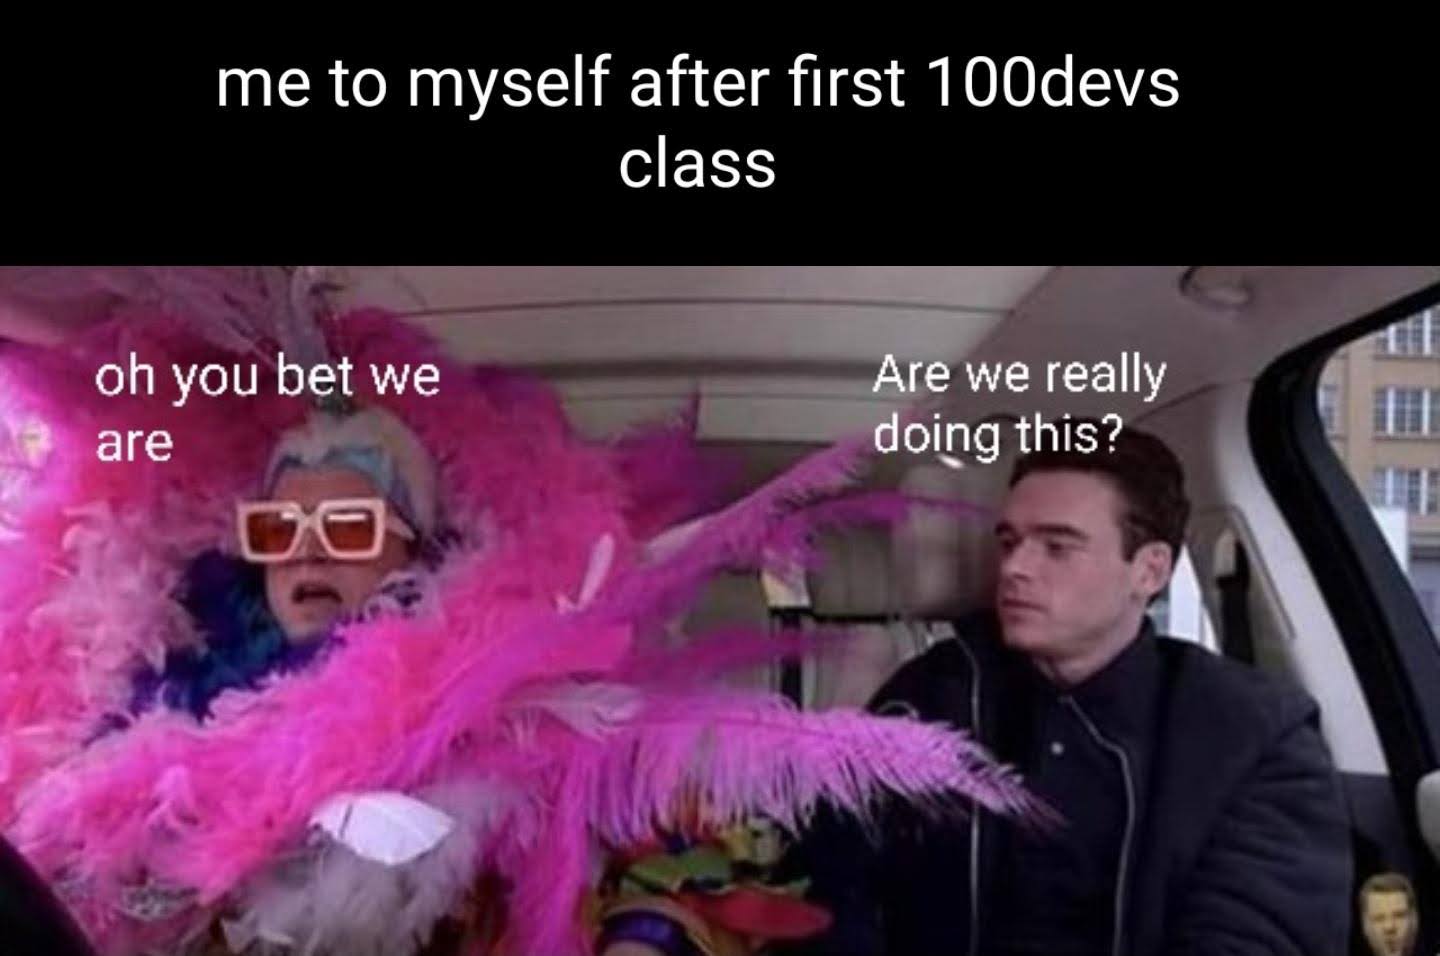 me to myself after first 100devs
class
oh you bet we
are
Are we really
doing this?